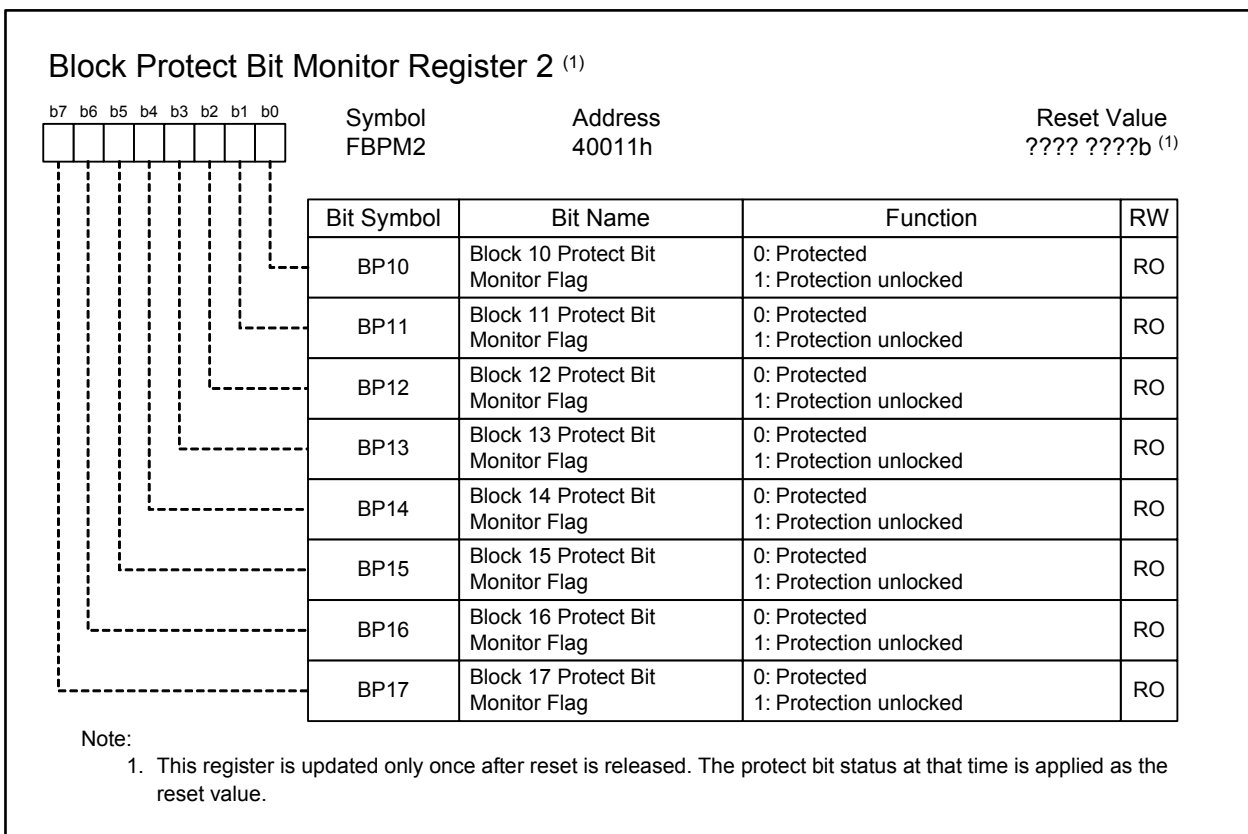 Block Protect Bit Monitor Register 2 (1)
b7 b6 b5 b4 b3 b2 b1 b0
Symbol Address Reset Value
FBPM2 40011h ???? ????b (1)
Bit Symbol Bit Name Function RW
BP10 Block 10 Protect Bit Monitor Flag 0: Protected 1: Protection unlocked RO
BP11 Block 11 Protect Bit Monitor Flag 0: Protected 1: Protection unlocked RO
BP12 Block 12 Protect Bit Monitor Flag 0: Protected 1: Protection unlocked RO
BP13 Block 13 Protect Bit Monitor Flag 0: Protected 1: Protection unlocked RO
BP14 Block 14 Protect Bit Monitor Flag 0: Protected 1: Protection unlocked RO
BP15 Block 15 Protect Bit Monitor Flag 0: Protected 1: Protection unlocked RO
BP16 Block 16 Protect Bit Monitor Flag 0: Protected 1: Protection unlocked RO
BP17 Block 17 Protect Bit Monitor Flag 0: Protected 1: Protection unlocked RO
Note:
1. This register is updated only once after reset is released. The protect bit status at that time is applied as the
reset value.